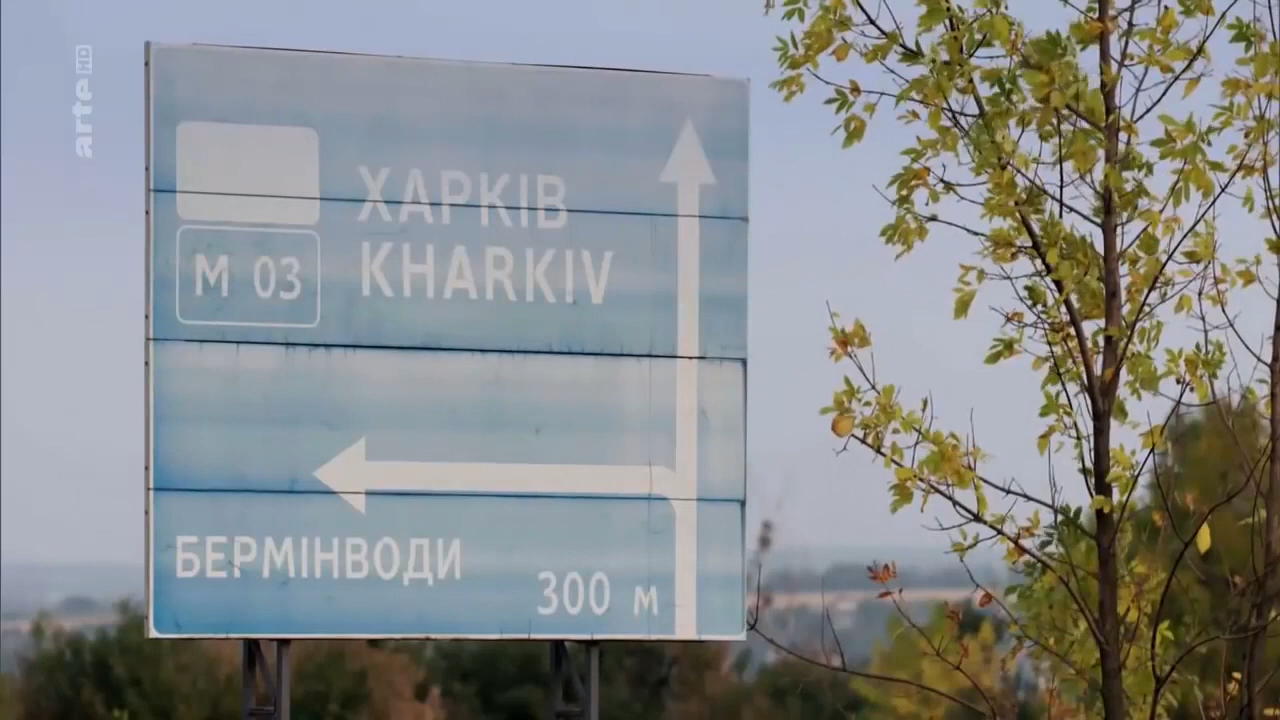 arte HD
ХАРКІВ
KHARKIV
М 03
БЕРМІНВОДИ
300 м